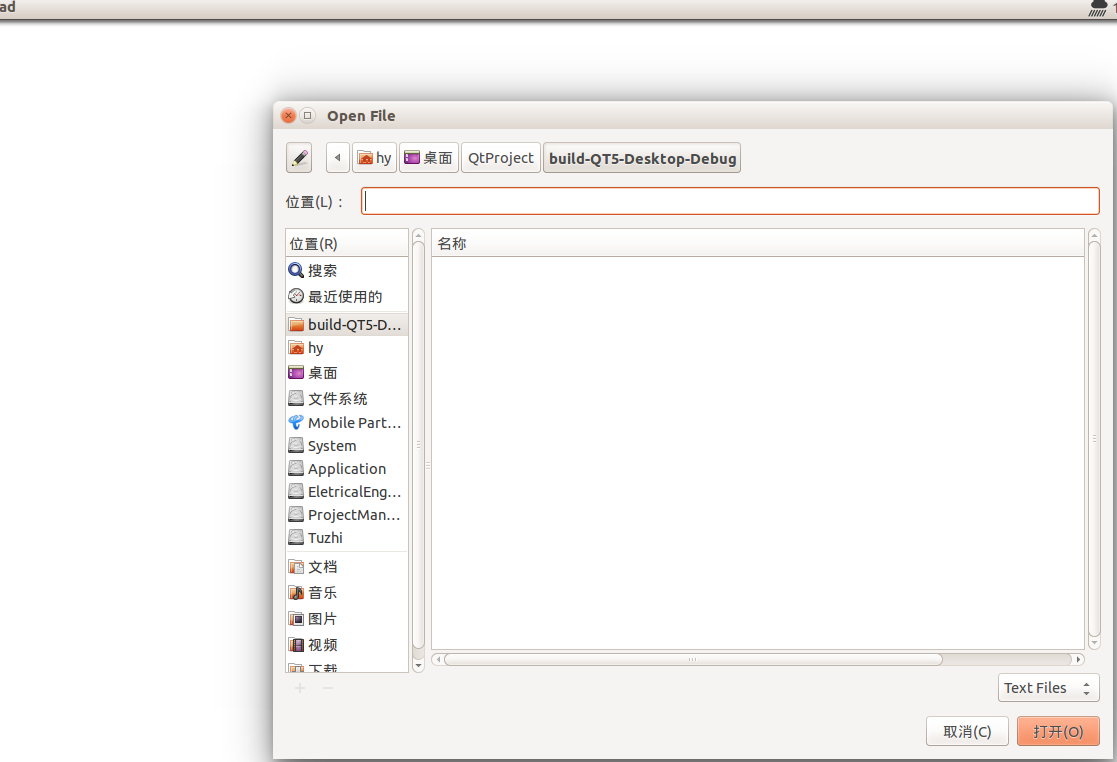 ad
Open File
hy 桌面 QtProject build-QT5-Desktop-Debug
位置(L) :
位置(R)
名称
搜索
最近使用的
build-QT5-D...
hy
桌面
文件系统
Mobile Part...
System
Application
EletricalEng...
ProjectMan...
Tuzhi
文档
音乐
图片
视频
下载
Text Files
取消(C) 打开(O)